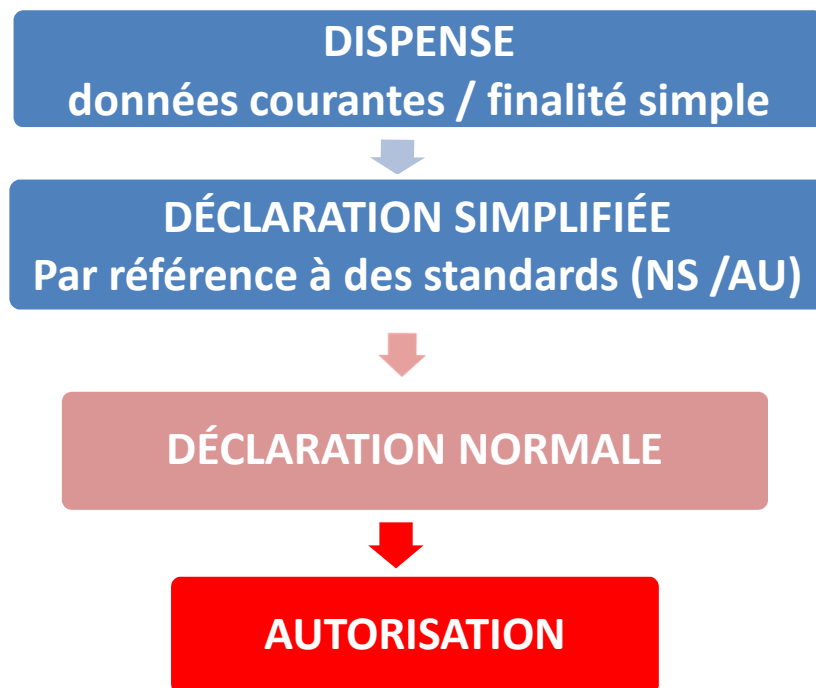 DISPENSE
données courantes / finalité simple
DÉCLARATION SIMPLIFIÉE
Par référence à des standards (NS /AU)
DÉCLARATION NORMALE
AUTORISATION